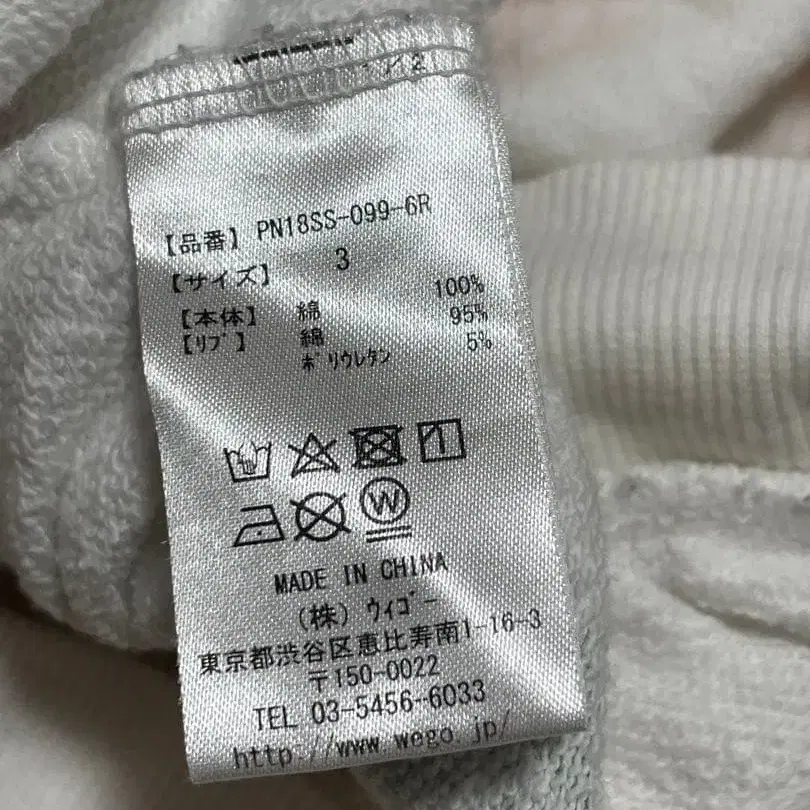 【品番】 PN18SS-099-6R
【サイズ】 3
【本体】 綿 100%
【リブ】 綿 95%
ポリウレタン 5%
W
MADE IN CHINA
(株) ウィゴー
東京都渋谷区恵比寿南1-16-3
〒150-0022
TEL 03-5456-6033
http://www.wego.jp/